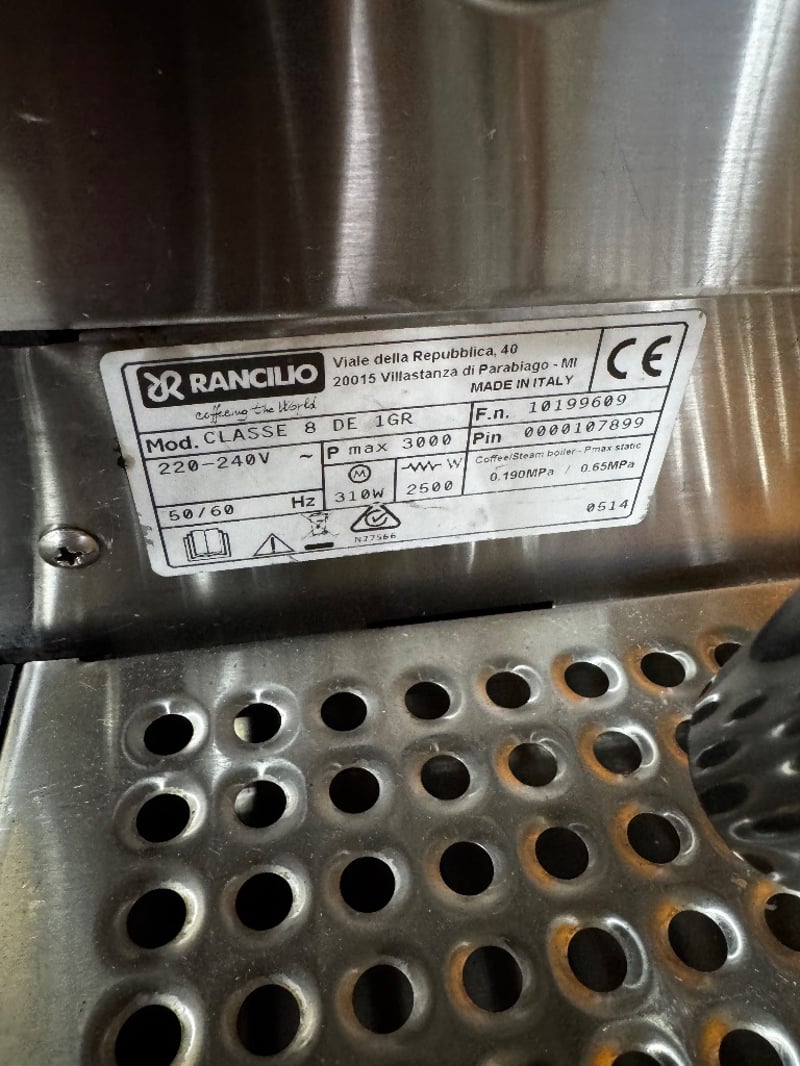 RANCILIO
coffeeing the World
Viale della Repubblica, 40
20015 Villastanza di Parabiago - MI
MADE IN ITALY
CE
Mod. CLASSE 8 DE 1GR
F.n. 10199609
220-240V ~
P max 3000
Pin 0000107899
M
W
Coffee/Steam boiler - Pmax static
310W
2500
0.190MPa / 0.65MPa
50/60 Hz
N27566
0514